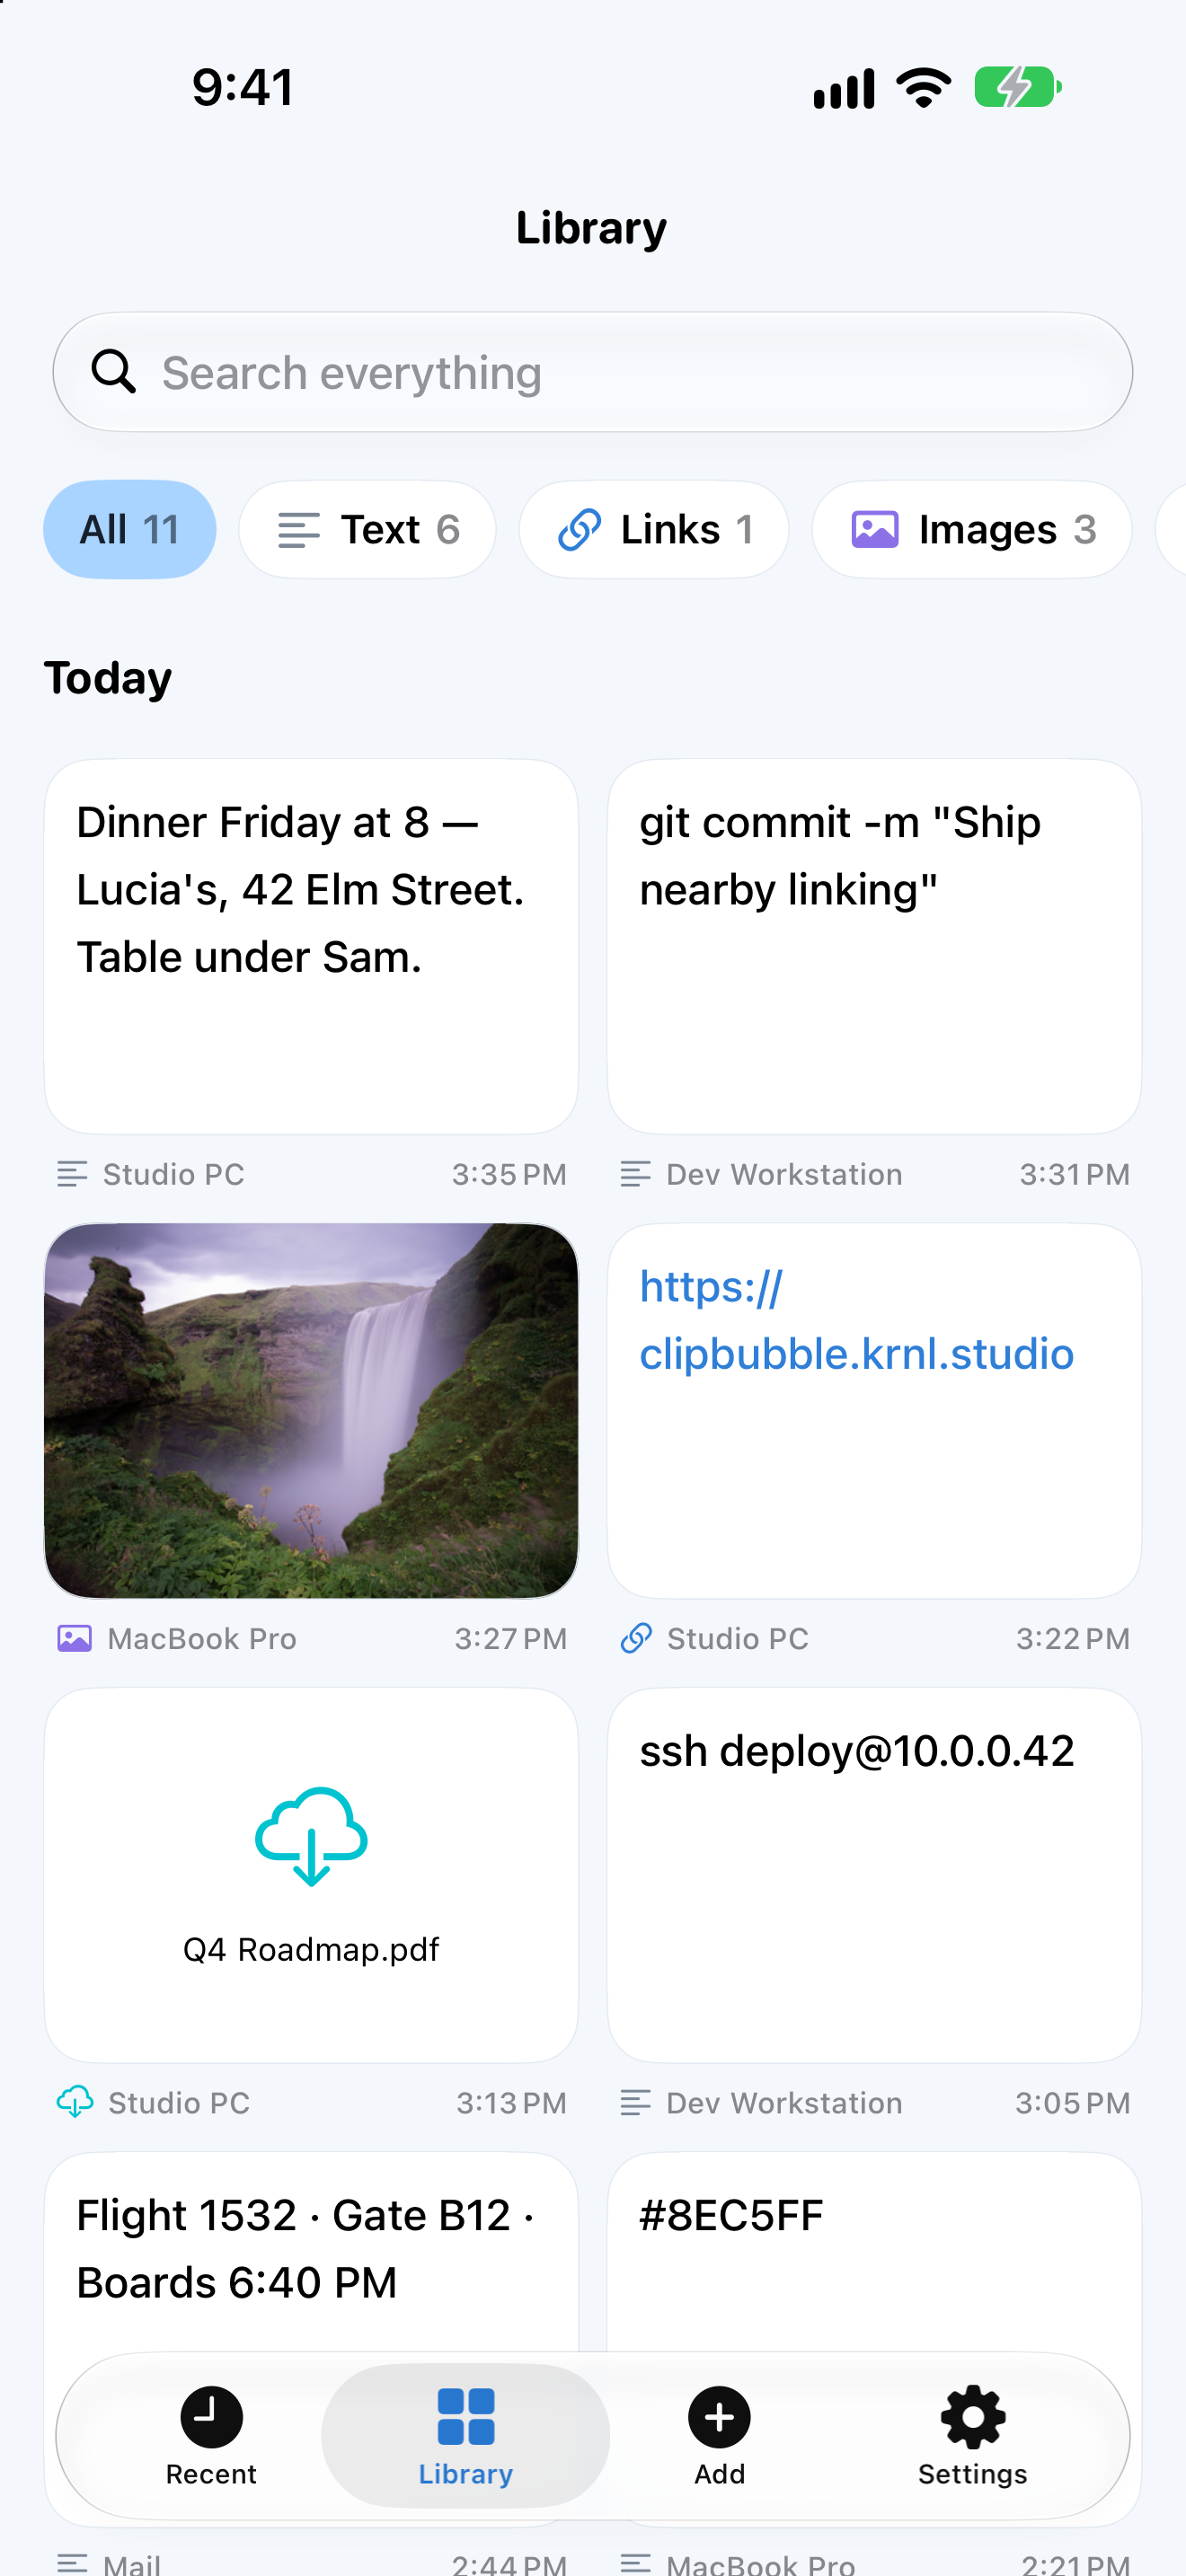 9:41
Library
Search everything
All 11
Text 6
Links 1
Images 3
Today
Dinner Friday at 8 —
Lucia's, 42 Elm Street.
Table under Sam.
Studio PC 3:35 PM
git commit -m "Ship
nearby linking"
Dev Workstation 3:31 PM
MacBook Pro 3:27 PM
https://
clipbubble.krnl.studio
Studio PC 3:22 PM
Q4 Roadmap.pdf
Studio PC 3:13 PM
ssh deploy@10.0.0.42
Dev Workstation 3:05 PM
Flight 1532 · Gate B12 ·
Boards 6:40 PM
Mail 2:44 PM
#8EC5FF
MacBook Pro 2:21 PM
Recent
Library
Add
Settings